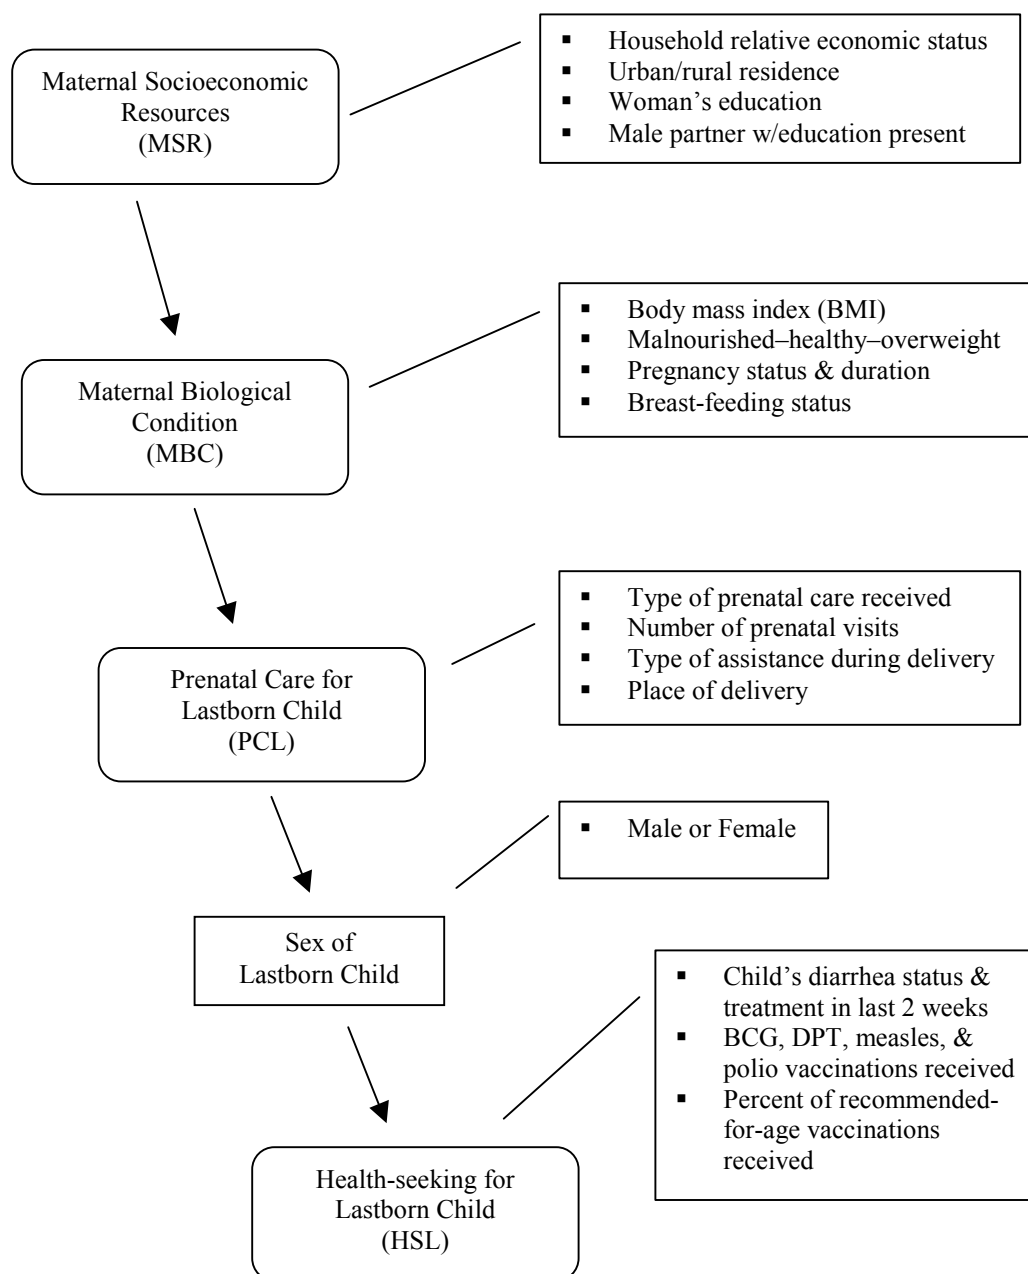 Maternal Socioeconomic
Resources
(MSR)
▪ Household relative economic status
▪ Urban/rural residence
▪ Woman’s education
▪ Male partner w/education present
Maternal Biological
Condition
(MBC)
▪ Body mass index (BMI)
▪ Malnourished–healthy–overweight
▪ Pregnancy status & duration
▪ Breast-feeding status
Prenatal Care for
Lastborn Child
(PCL)
▪ Type of prenatal care received
▪ Number of prenatal visits
▪ Type of assistance during delivery
▪ Place of delivery
▪ Male or Female
Sex of
Lastborn Child
▪ Child’s diarrhea status &
treatment in last 2 weeks
▪ BCG, DPT, measles, &
polio vaccinations received
▪ Percent of recommended-
for-age vaccinations
received
Health-seeking for
Lastborn Child
(HSL)